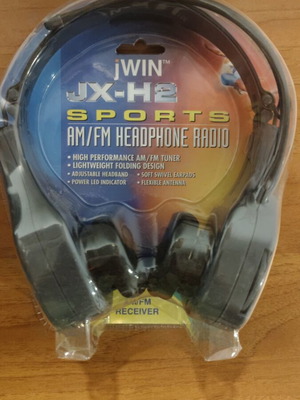 jWIN™
JX-H2
SPORTS
AM/FM HEADPHONE RADIO
• HIGH PERFORMANCE AM/FM TUNER
• LIGHTWEIGHT FOLDING DESIGN
• ADJUSTABLE HEADBAND • SOFT SWIVEL EARPADS
• POWER LED INDICATOR • FLEXIBLE ANTENNA
RECEIVER